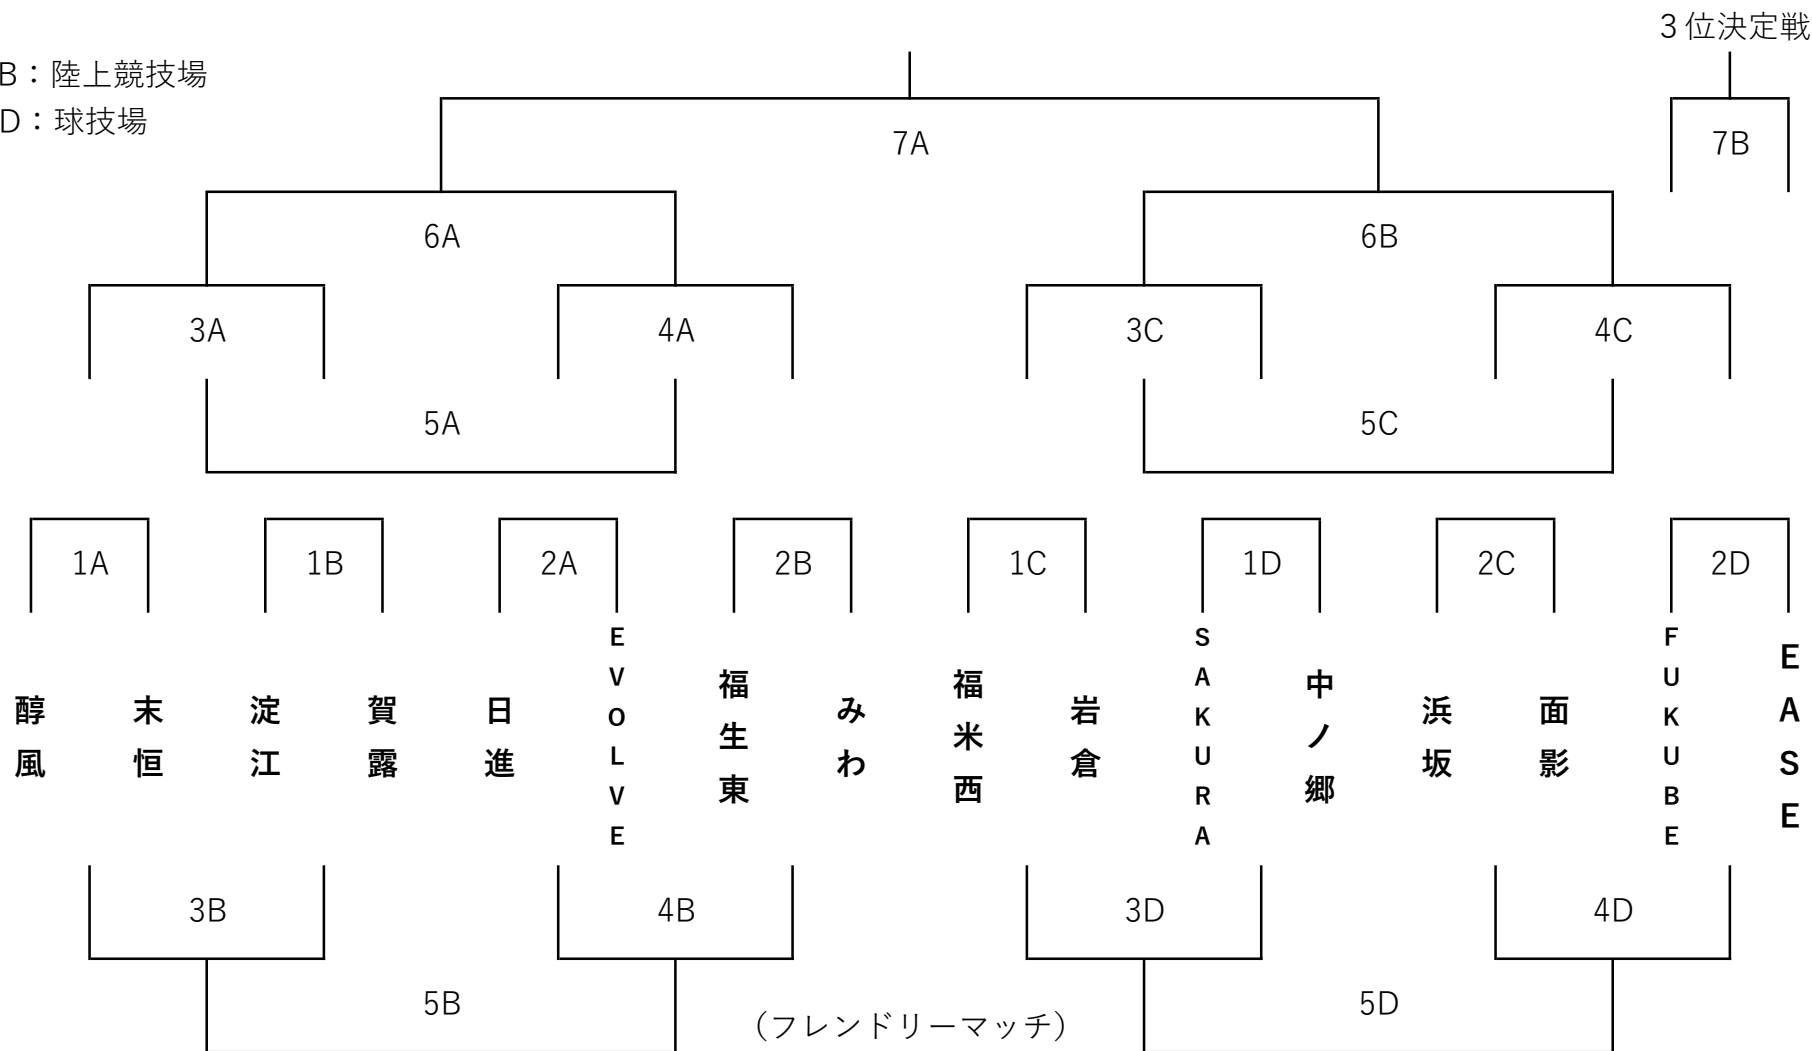 3位決定戦
B：陸上競技場
D：球技場
7A
7B
6A
6B
3A
4A
3C
4C
5A
5C
1A
1B
2A
2B
1C
1D
2C
2D
醇風
末恒
淀江
賀露
日進
EVOLVE
福生東
みわ
福米西
岩倉
SAKURA
中ノ郷
浜坂
面影
FUKUBE
EASE
3B
4B
3D
4D
5B
5D
（フレンドリーマッチ）